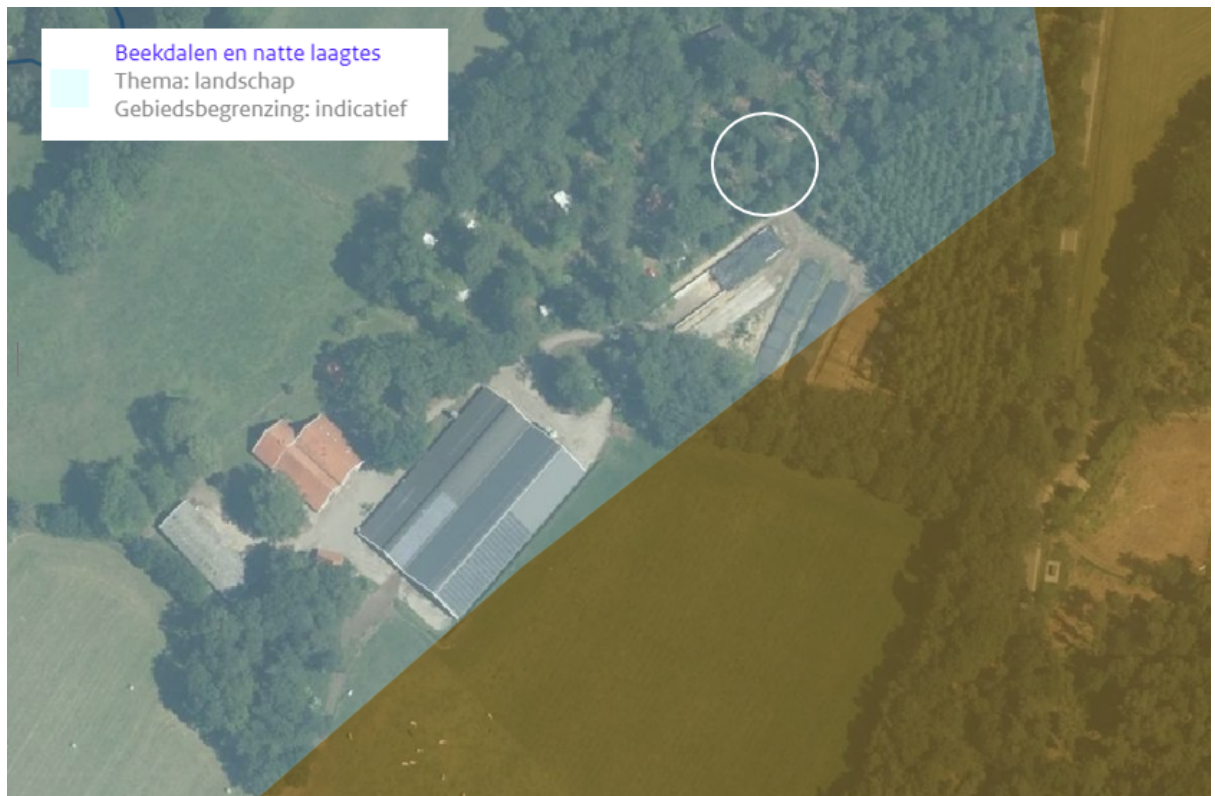 Beekdalen en natte laagtes
Thema: landschap
Gebiedsbegrenzing: indicatief